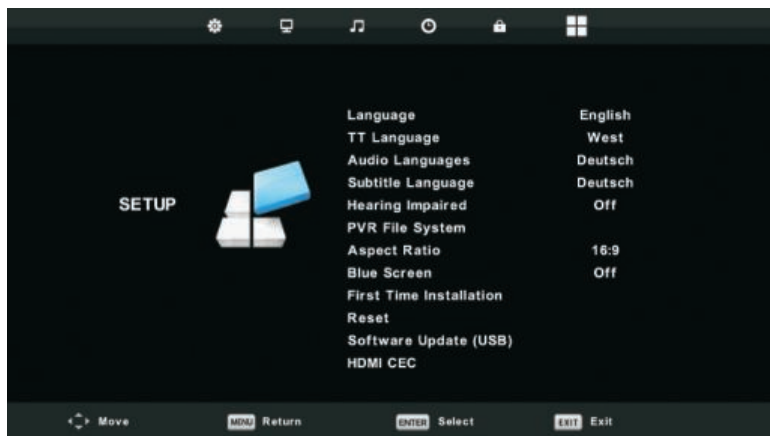 Language English
TT Language West
Audio Languages Deutsch
Subtitle Language Deutsch
SETUP
Hearing Impaired Off
PVR File System
Aspect Ratio 16:9
Blue Screen Off
First Time Installation
Reset
Software Update (USB)
HDMI CEC
Move MENU Return ENTER Select EXIT Exit